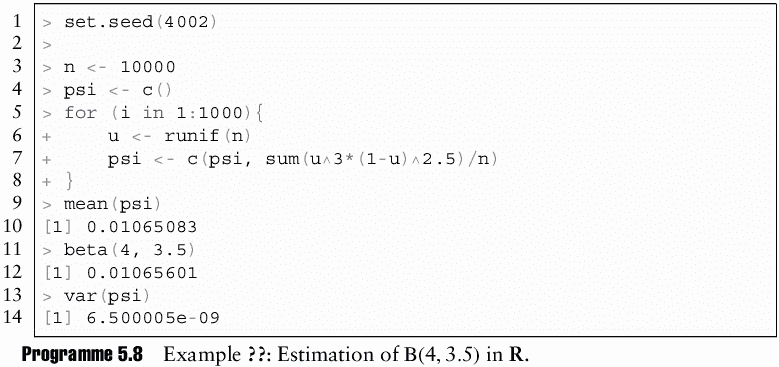 1 > set.seed(4002)
2 >
3 > n <- 10000
4 > psi <- c()
5 > for (i in 1:1000){
6 +     u <- runif(n)
7 +     psi <- c(psi, sum(u^3*(1-u)^2.5)/n)
8 + }
9 > mean(psi)
10 [1] 0.01065083
11 > beta(4, 3.5)
12 [1] 0.01065601
13 > var(psi)
14 [1] 6.500005e-09
Programme 5.8 Example ??: Estimation of B(4, 3.5) in R.